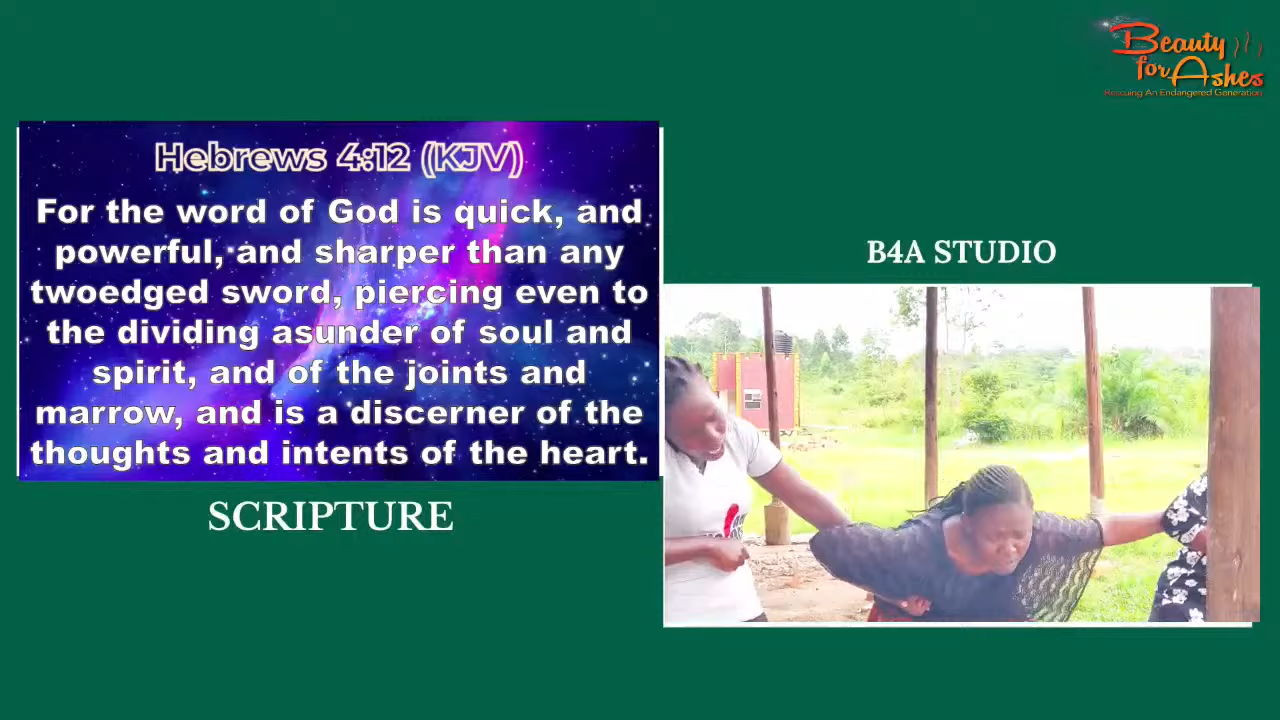 Beauty
for Ashes
Rescuing An Endangered Generation
Hebrews 4:12 (KJV)
For the word of God is quick, and
powerful, and sharper than any
twoedged sword, piercing even to
the dividing asunder of soul and
spirit, and of the joints and
marrow, and is a discerner of the
thoughts and intents of the heart.
SCRIPTURE
B4A STUDIO